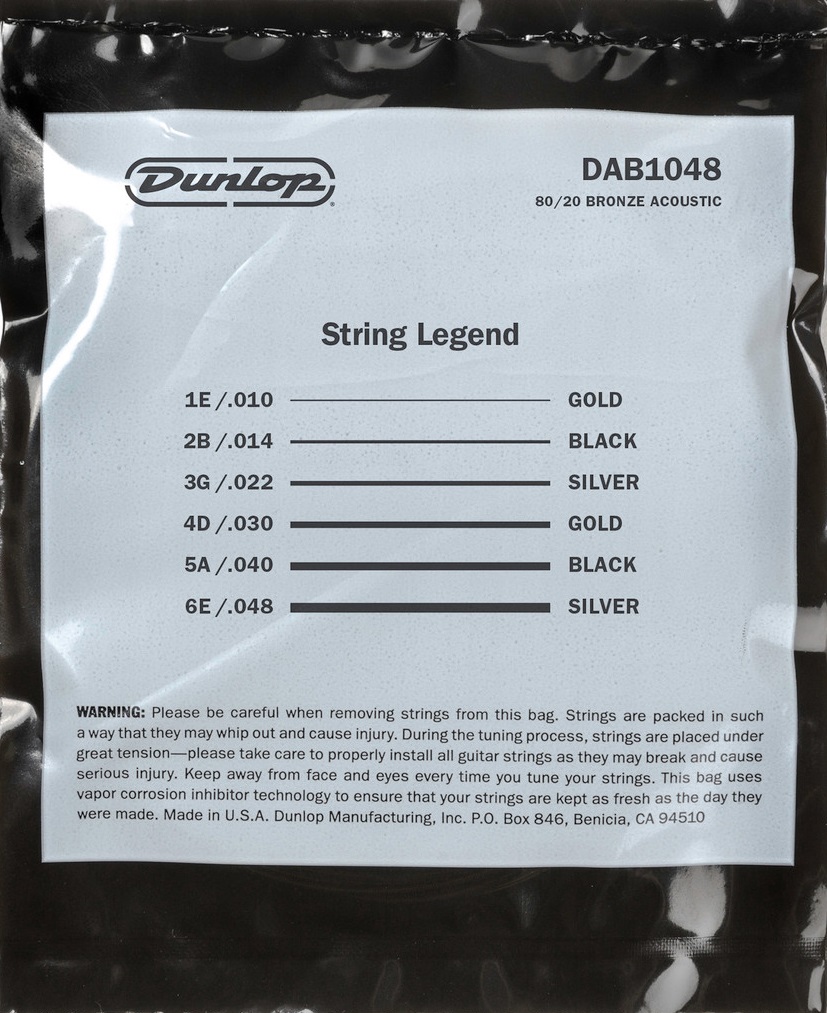 Dunlop®
DAB1048
80/20 BRONZE ACOUSTIC
String Legend
1E/.010 GOLD
2B/.014 BLACK
3G/.022 SILVER
4D/.030 GOLD
5A/.040 BLACK
6E/.048 SILVER
WARNING: Please be careful when removing strings from this bag. Strings are packed in such
a way that they may whip out and cause injury. During the tuning process, strings are placed under
great tension—please take care to properly install all guitar strings as they may break and cause
serious injury. Keep away from face and eyes every time you tune your strings. This bag uses
vapor corrosion inhibitor technology to ensure that your strings are kept as fresh as the day they
were made. Made in U.S.A. Dunlop Manufacturing, Inc. P.O. Box 846, Benicia, CA 94510